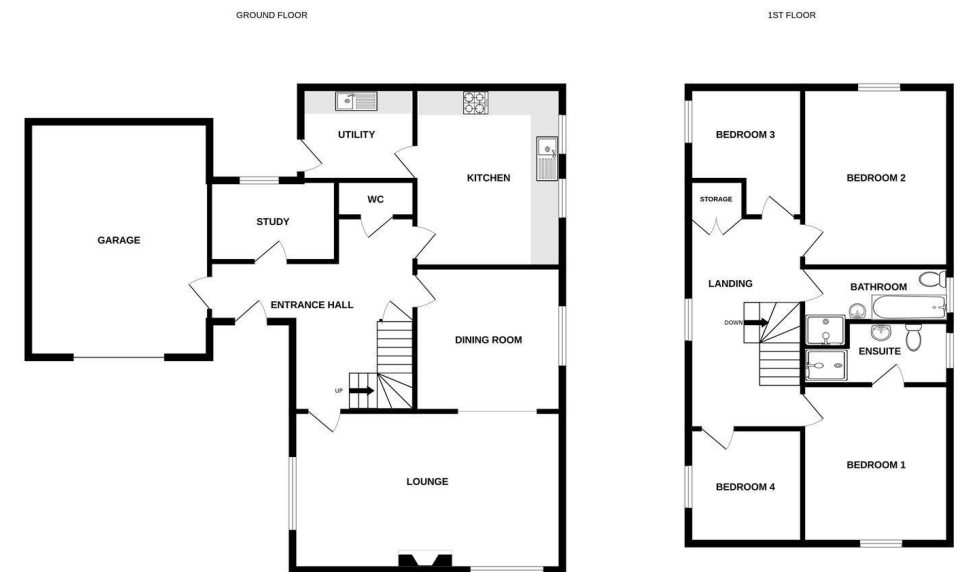 GROUND FLOOR
1ST FLOOR
UTILITY
KITCHEN
WC
STUDY
GARAGE
ENTRANCE HALL
DINING ROOM
UP
LOUNGE
BEDROOM 3
BEDROOM 2
STORAGE
LANDING
BATHROOM
DOWN
ENSUITE
BEDROOM 1
BEDROOM 4